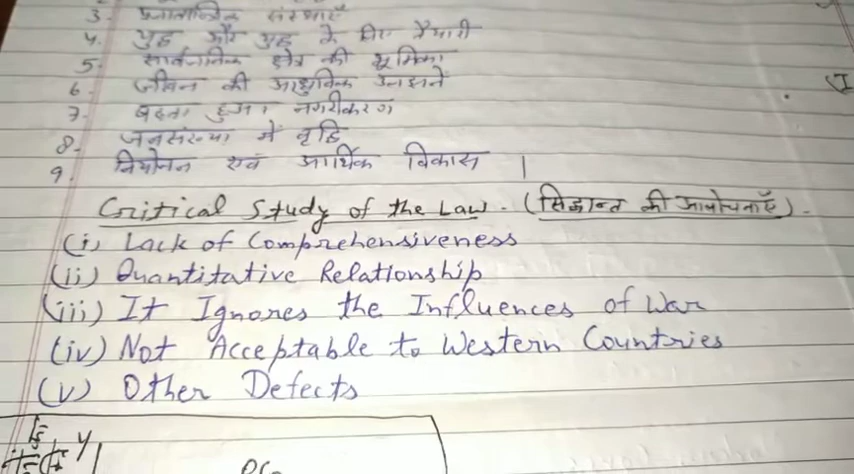 3. प्रजातान्त्रिक संस्थाएँ
4. युद्ध और युद्ध के लिए तैयारी
5. सार्वजनिक क्षेत्र की भूमिका
6. जीवन की आधुनिक उलझनें
7. बढ़ता हुआ नगरीकरण
8. जनसंख्या में वृद्धि
9. नियोजन एवं आर्थिक विकास |
Critical Study of the Law. (सिद्धान्त की आलोचनाएँ).
(i) Lack of Comprehensiveness
(ii) Quantitative Relationship
(iii) It Ignores the Influences of War
(iv) Not Acceptable to Western Countries
(v) Other Defects
y